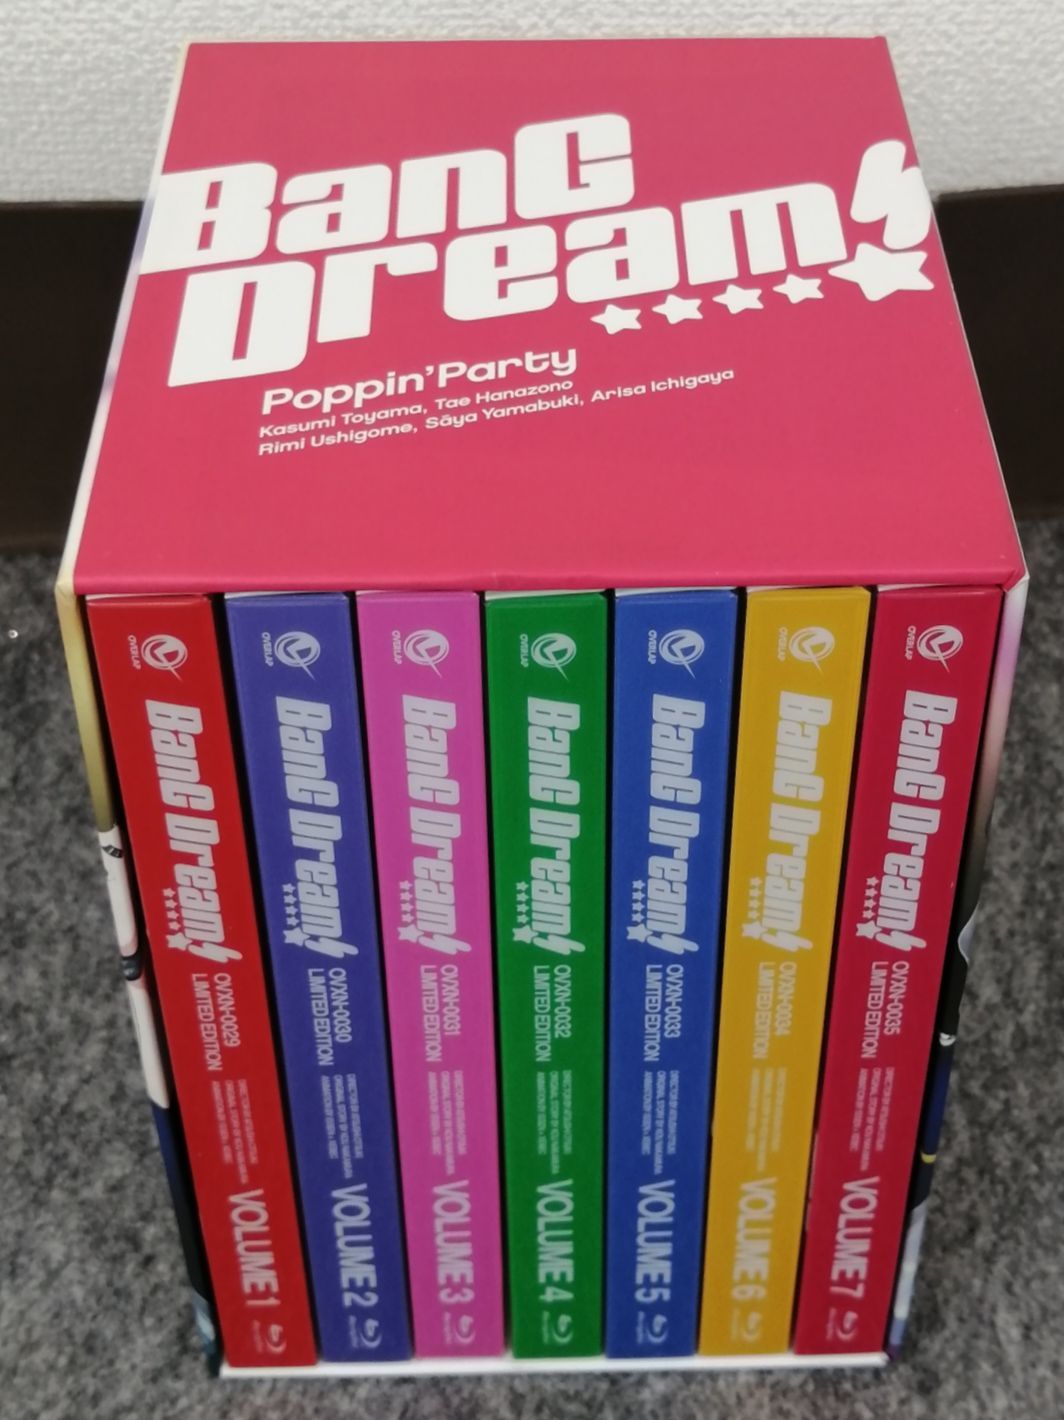 BanG
Dream!
Poppin'Party
Kasumi Toyama, Tae Hanazono
Rimi Ushigome, Sāya Yamabuki, Arisa Ichigaya
OVERLAP
BanG Dream!
OVXN-0029
LIMITED EDITION
VOLUME 1
OVERLAP
BanG Dream!
OVXN-0030
LIMITED EDITION
VOLUME 2
OVERLAP
BanG Dream!
OVXN-0031
LIMITED EDITION
VOLUME 3
OVERLAP
BanG Dream!
OVXN-0032
LIMITED EDITION
VOLUME 4
OVERLAP
BanG Dream!
OVXN-0033
LIMITED EDITION
VOLUME 5
OVERLAP
BanG Dream!
OVXN-0034
LIMITED EDITION
VOLUME 6
OVERLAP
BanG Dream!
OVXN-0035
LIMITED EDITION
VOLUME 7